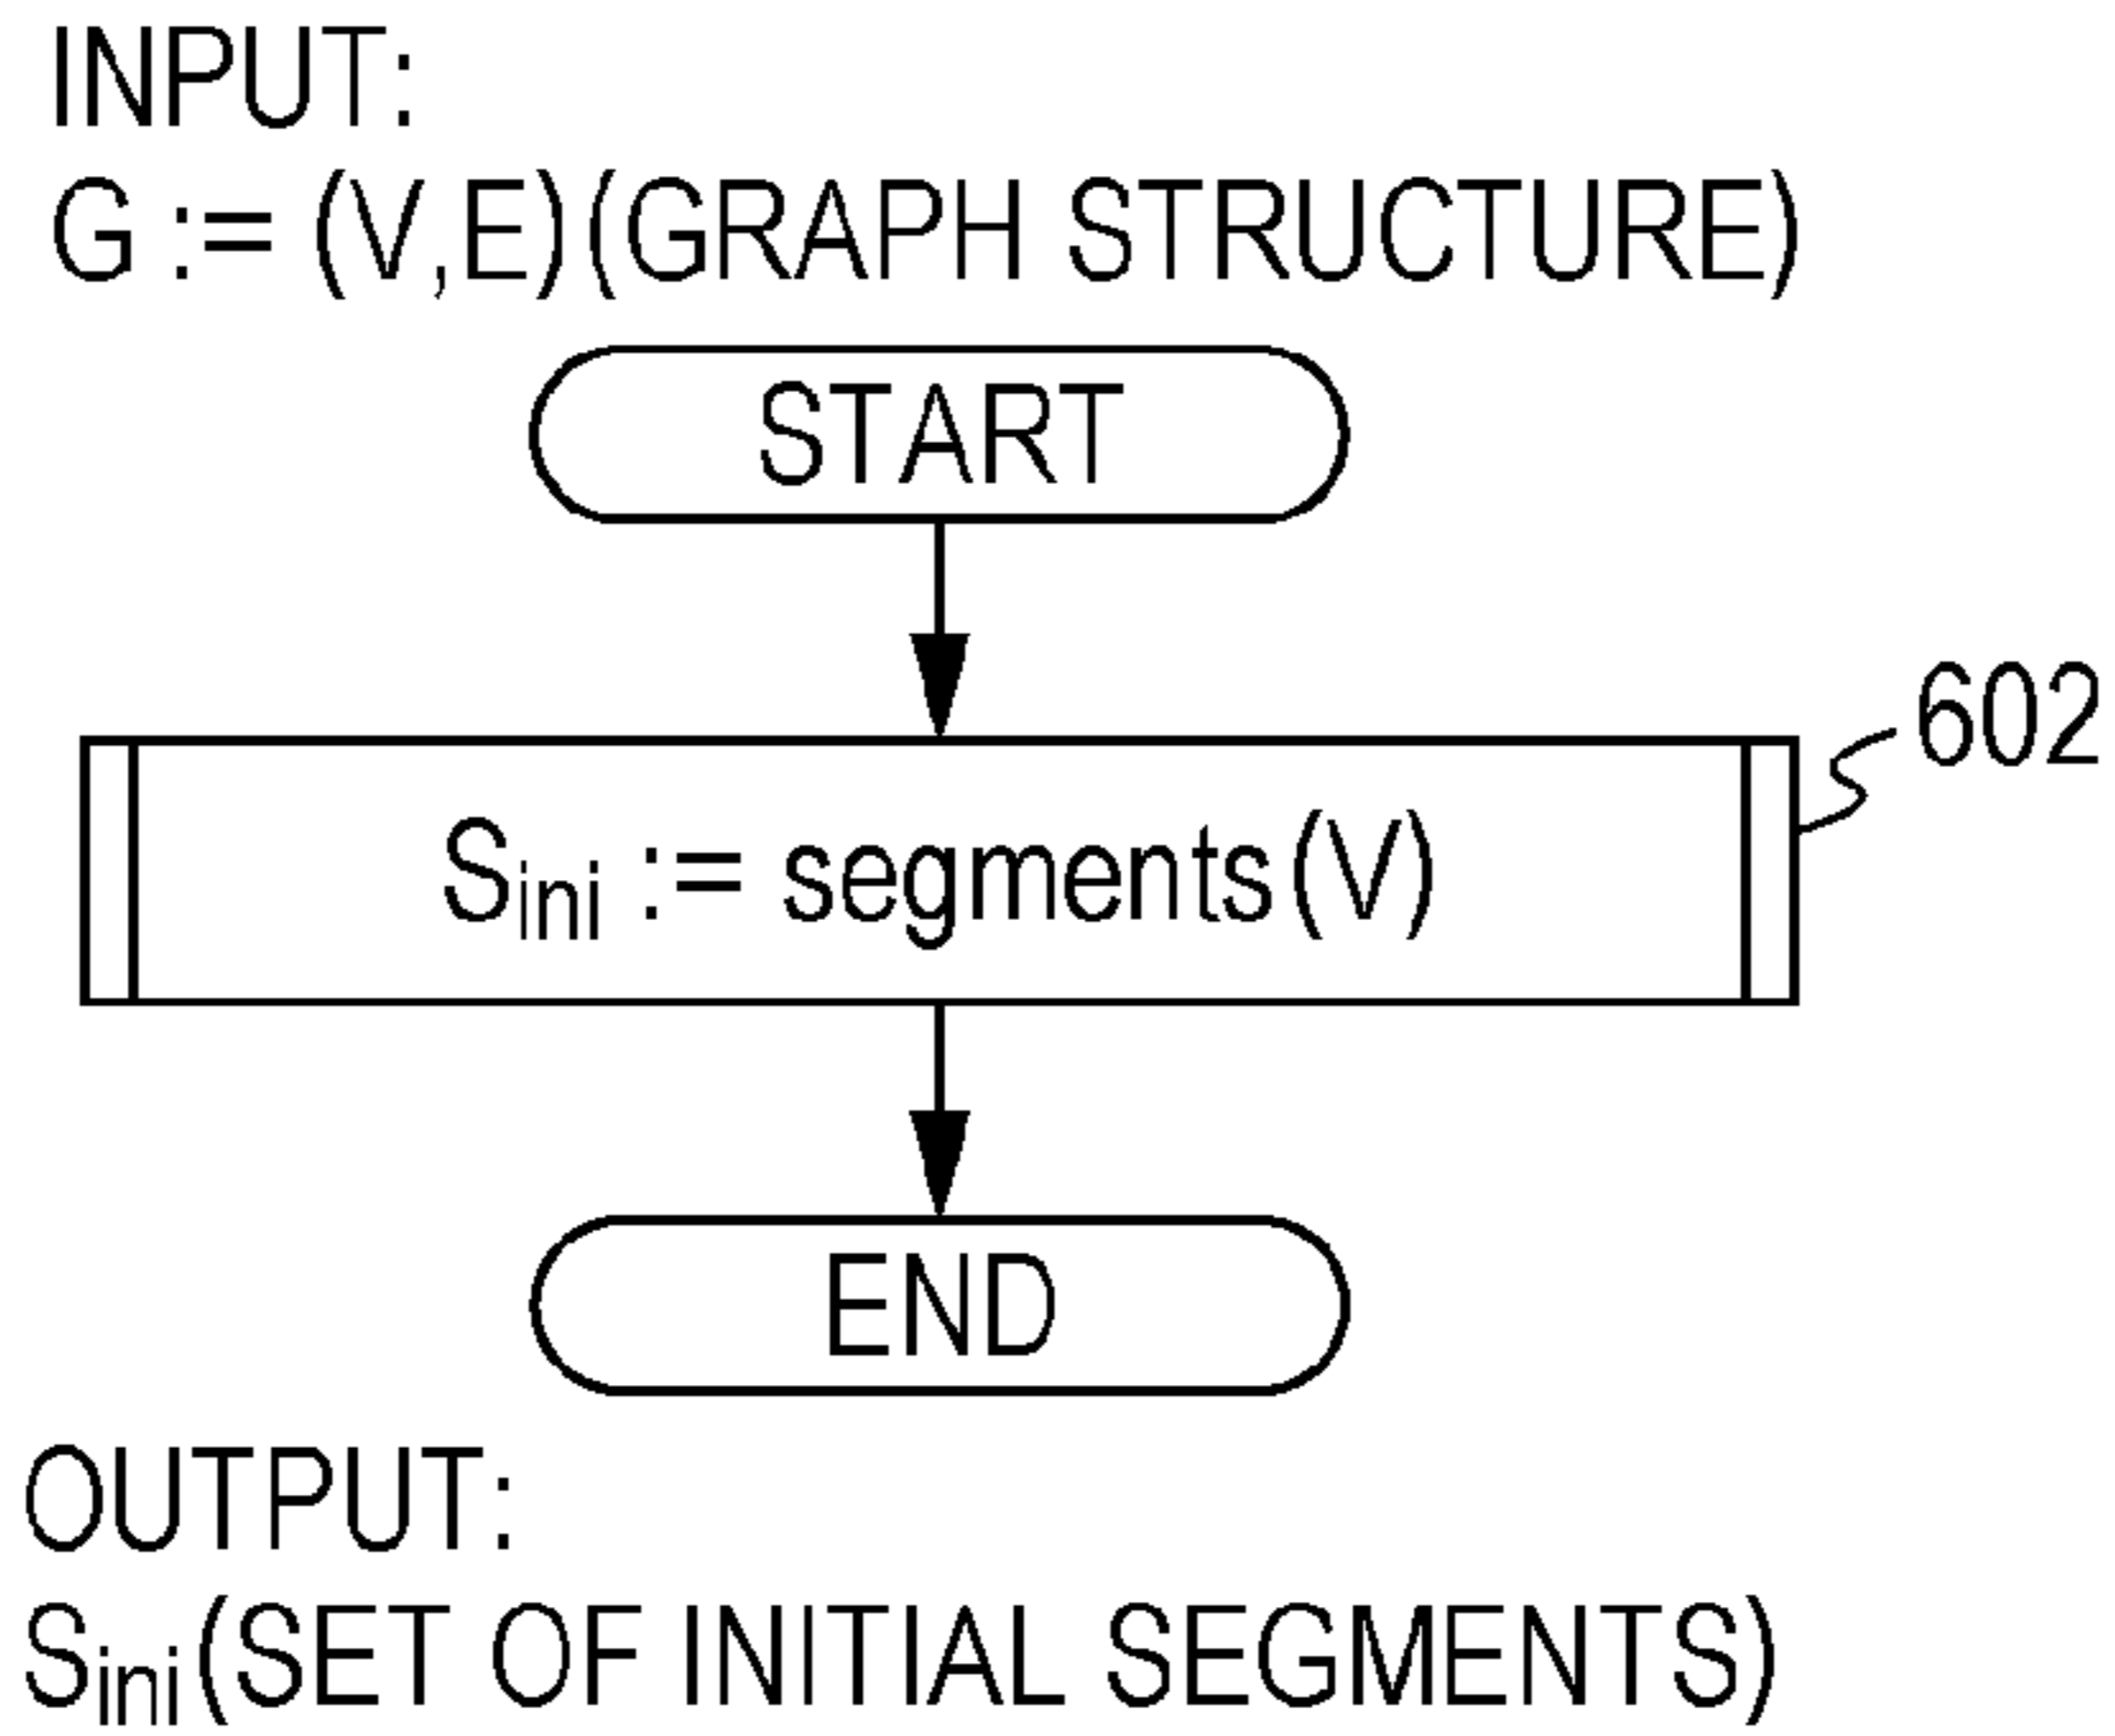 INPUT:
G := (V,E)(GRAPH STRUCTURE)
START
602
Sini := segments(V)
END
OUTPUT:
Sini(SET OF INITIAL SEGMENTS)